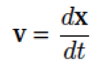 v = dx/dt